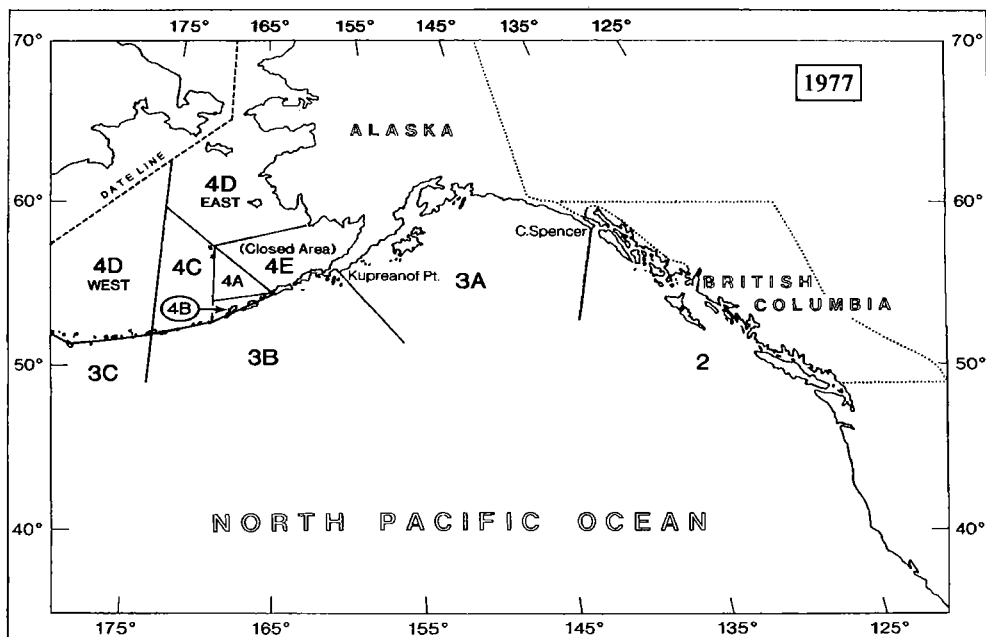 175° 165° 155° 145° 135° 125°
70° 70°
1977
ALASKA
DATE LINE
4D
EAST
60° 60°
C.Spencer
(Closed Area)
4D
WEST
4C
4E
4A
Kupreanof Pt.
3A
BRITISH
COLUMBIA
4B
3B
50° 50°
3C
2
40° 40°
NORTH PACIFIC OCEAN
175° 165° 155° 145° 135° 125°